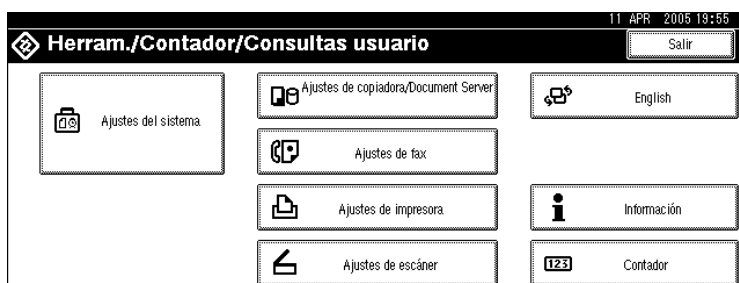 11 APR 2005 19:55
Herram./Contador/Consultas usuario
Salir
Ajustes del sistema
Ajustes de copiadora/Document Server
English
Ajustes de fax
Ajustes de impresora
Información
Ajustes de escáner
123
Contador